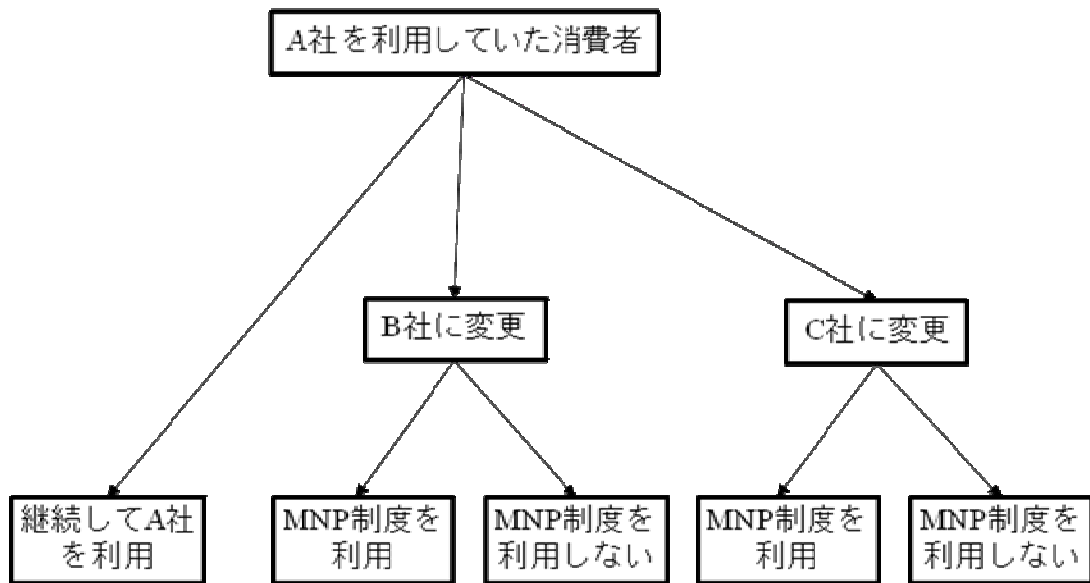 A社を利用していた消費者
B社に変更
C社に変更
継続してA社
を利用
MNP制度を
利用
MNP制度を
利用しない
MNP制度を
利用
MNP制度を
利用しない